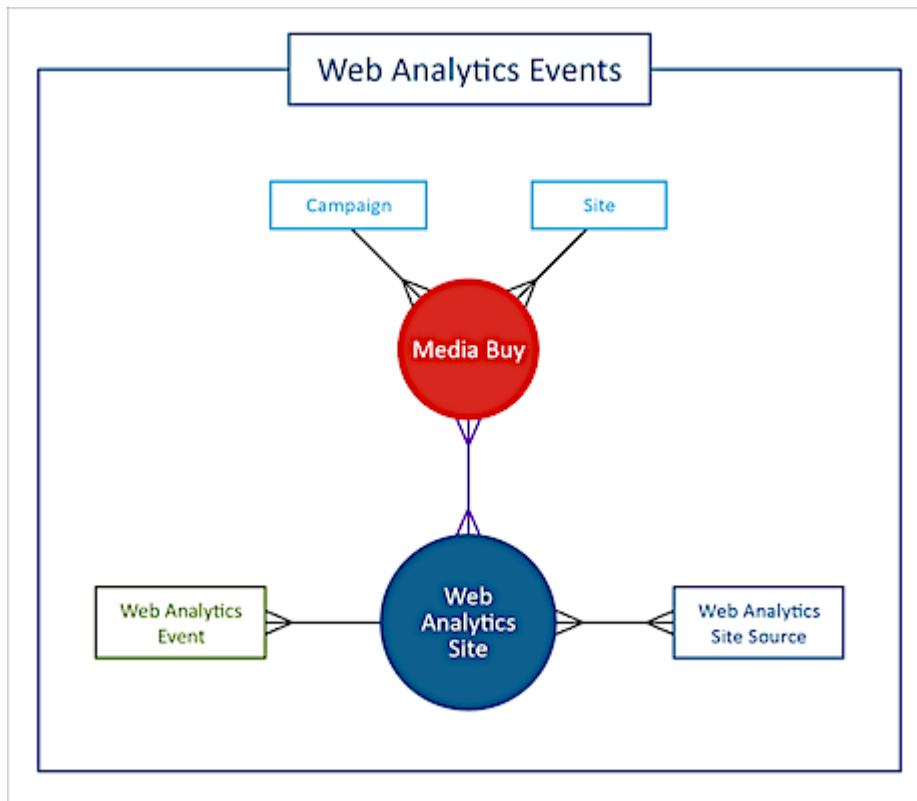 Web Analytics Events
Campaign
Site
Media Buy
Web Analytics
Event
Web
Analytics
Site
Web Analytics
Site Source